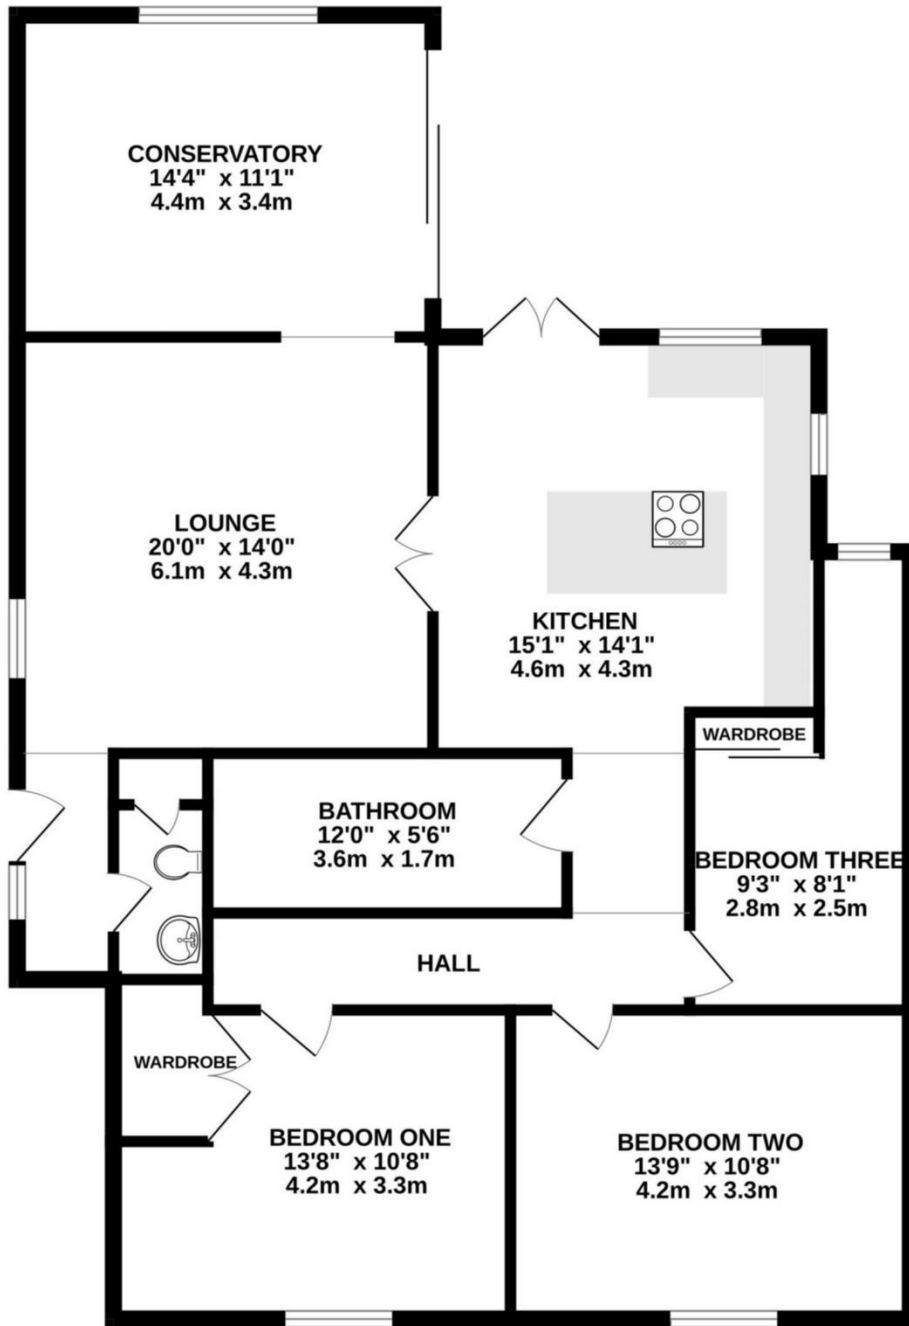 CONSERVATORY
14'4" x 11'1"
4.4m x 3.4m
LOUNGE
20'0" x 14'0"
6.1m x 4.3m
KITCHEN
15'1" x 14'1"
4.6m x 4.3m
WARDROBE
BATHROOM
12'0" x 5'6"
3.6m x 1.7m
BEDROOM THREE
9'3" x 8'1"
2.8m x 2.5m
HALL
WARDROBE
BEDROOM ONE
13'8" x 10'8"
4.2m x 3.3m
BEDROOM TWO
13'9" x 10'8"
4.2m x 3.3m